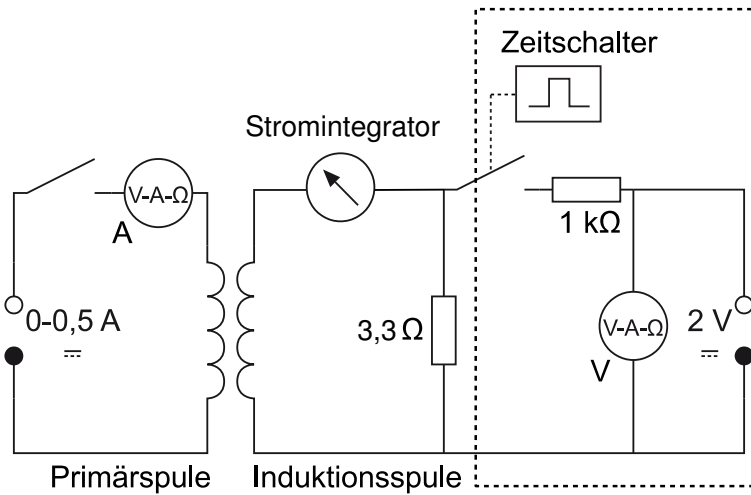 Zeitschalter
Stromintegrator
V-A-Ω
A
1 kΩ
0-0,5 A
3,3 Ω
V-A-Ω
2 V
V
Primärspule
Induktionsspule